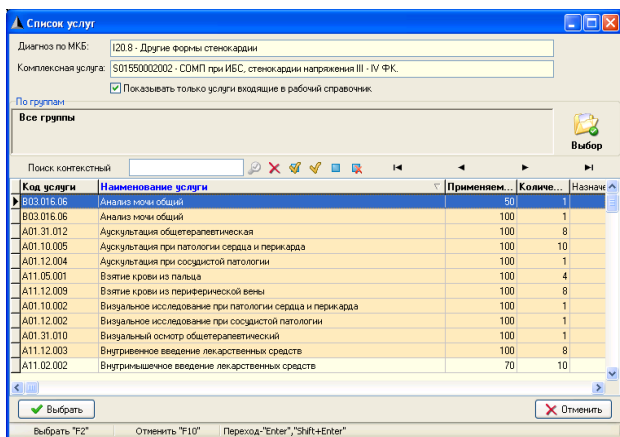 Список услуг
Диагноз по МКБ: I20.8 - Другие формы стенокардии
Комплексная услуга: S01550002002 - СОМП при ИБС, стенокардии напряжения III - IV ФК.
Показывать только услуги входящие в рабочий справочник
По группам
Все группы
Выбор
Поиск контекстный
Код услуги Наименование услуги Применяем... Количе... Назначе
B03.016.06 Анализ мочи общий 50 1
B03.016.06 Анализ мочи общий 100 1
A01.31.012 Аускультация общетерапевтическая 100 8
A01.10.005 Аускультация при патологии сердца и перикарда 100 10
A01.12.004 Аускультация при сосудистой патологии 100 1
A11.05.001 Взятие крови из пальца 100 4
A11.12.009 Взятие крови из периферической вены 100 8
A01.10.002 Визуальное исследование при патологии сердца и перикарда 100 1
A01.12.002 Визуальное исследование при сосудистой патологии 100 1
A01.31.010 Визуальный осмотр общетерапевтический 100 1
A11.12.003 Внутривенное введение лекарственных средств 100 8
A11.02.002 Внутримышечное введение лекарственных средств 70 10
Выбрать Отменить
Выбрать "F2" Отменить "F10" Переход-"Enter","Shift+Enter"